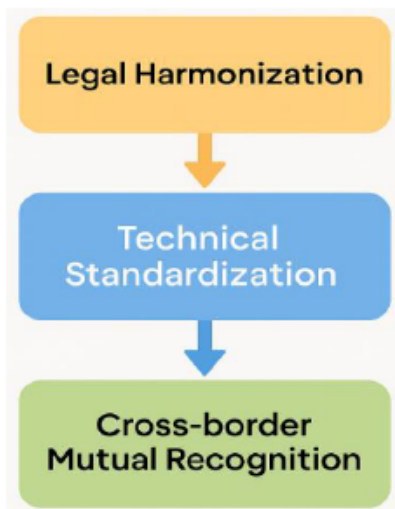 Legal Harmonization
Technical
Standardization
Cross-border
Mutual Recognition